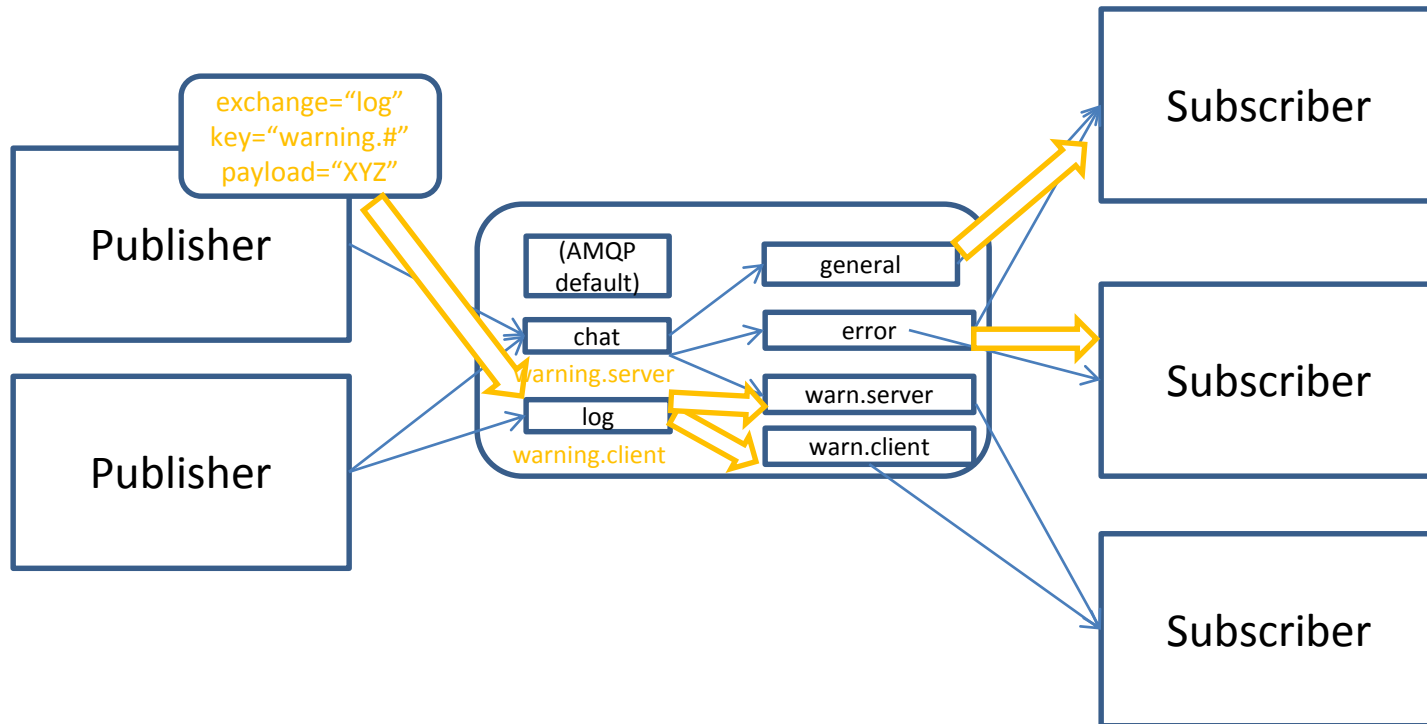 exchange=“log”
key=“warning.#”
payload=“XYZ”
Publisher
Publisher
(AMQP
default)
chat
warning.server
log
warning.client
general
error
warn.server
warn.client
Subscriber
Subscriber
Subscriber